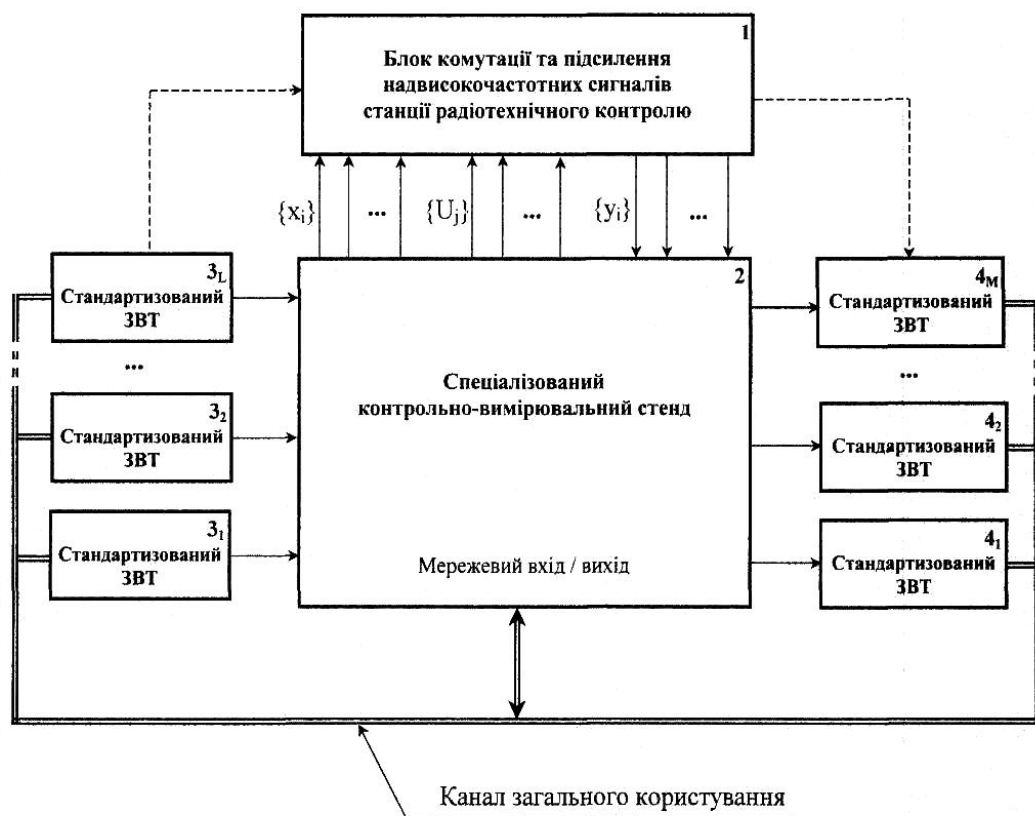 1
Блок комутації та підсилення
надвисокочастотних сигналів
станції радіотехнічного контролю
{xᵢ} ... {Uⱼ} ... {yᵢ} ...
3L
Стандартизований
ЗВТ
...
3₂
Стандартизований
ЗВТ
3₁
Стандартизований
ЗВТ
2
Спеціалізований
контрольно-вимірювальний стенд
Мережевий вхід / вихід
4M
Стандартизований
ЗВТ
...
4₂
Стандартизований
ЗВТ
4₁
Стандартизований
ЗВТ
Канал загального користування